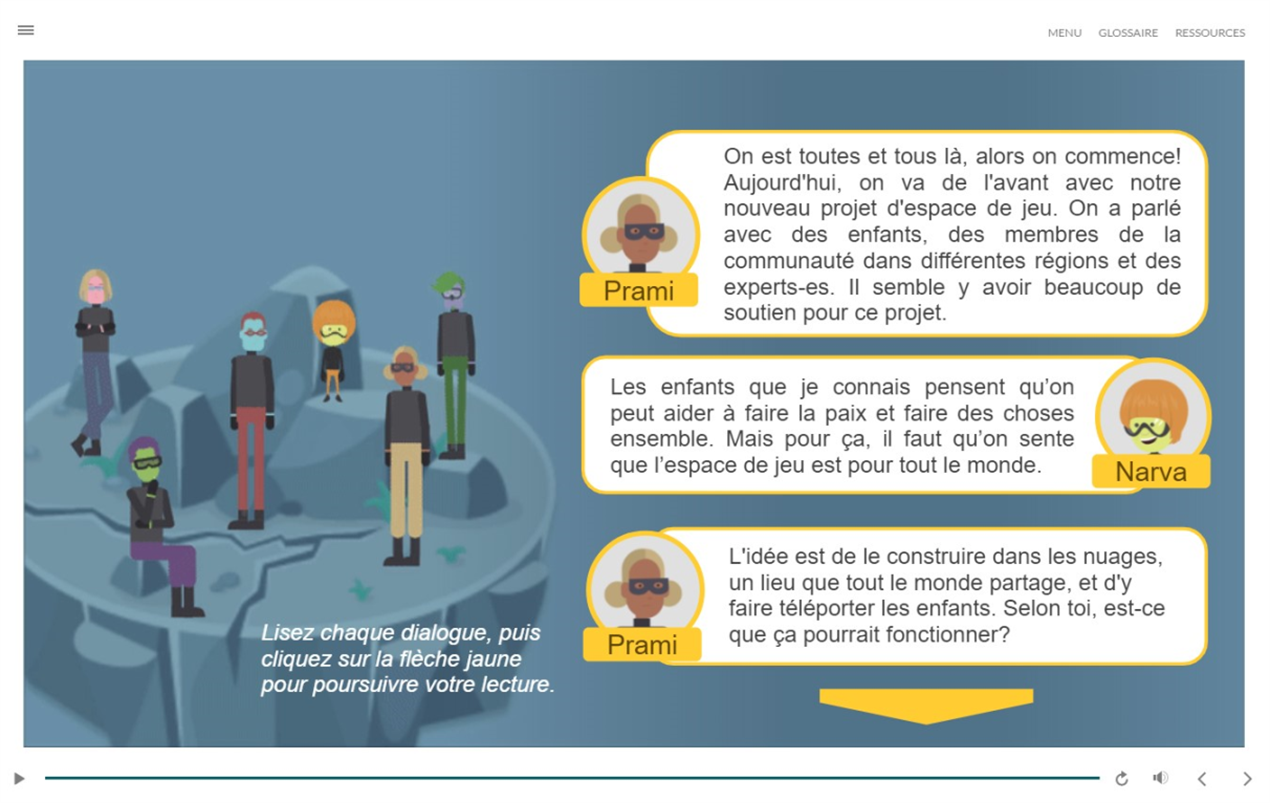 MENU GLOSSAIRE RESSOURCES
On est toutes et tous là, alors on commence!
Aujourd'hui, on va de l'avant avec notre
nouveau projet d'espace de jeu. On a parlé
avec des enfants, des membres de la
communauté dans différentes régions et des
experts-es. Il semble y avoir beaucoup de
soutien pour ce projet.
Prami
Les enfants que je connais pensent qu’on
peut aider à faire la paix et faire des choses
ensemble. Mais pour ça, il faut qu’on sente
que l’espace de jeu est pour tout le monde.
Narva
L'idée est de le construire dans les nuages,
un lieu que tout le monde partage, et d'y
faire téléporter les enfants. Selon toi, est-ce
que ça pourrait fonctionner?
Prami
Lisez chaque dialogue, puis
cliquez sur la flèche jaune
pour poursuivre votre lecture.